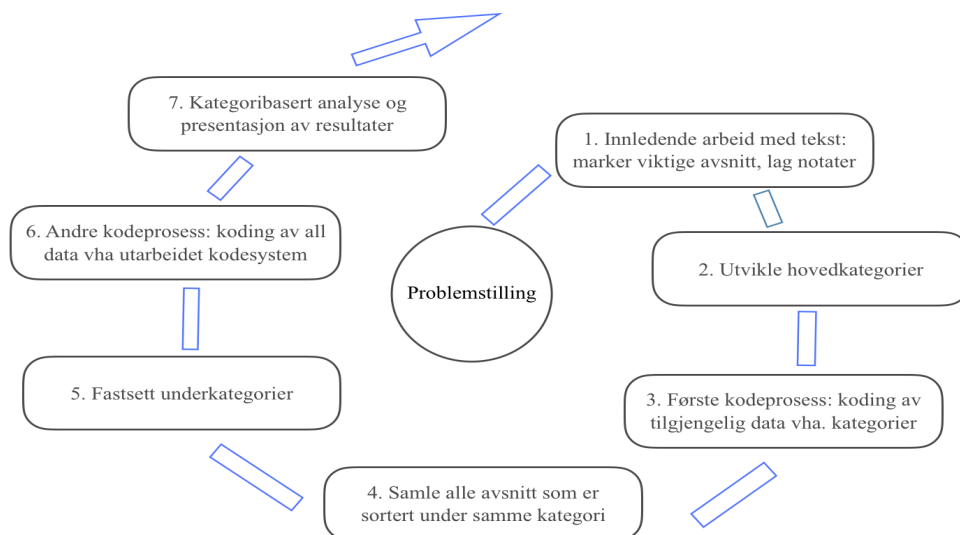 Problemstilling
1. Innledende arbeid med tekst:
marker viktige avsnitt, lag notater
2. Utvikle hovedkategorier
3. Første kodeprosess: koding av
tilgjengelig data vha. kategorier
4. Samle alle avsnitt som er
sortert under samme kategori
5. Fastsett underkategorier
6. Andre kodeprosess: koding av all
data vha utarbeidet kodesystem
7. Kategoribasert analyse og
presentasjon av resultater